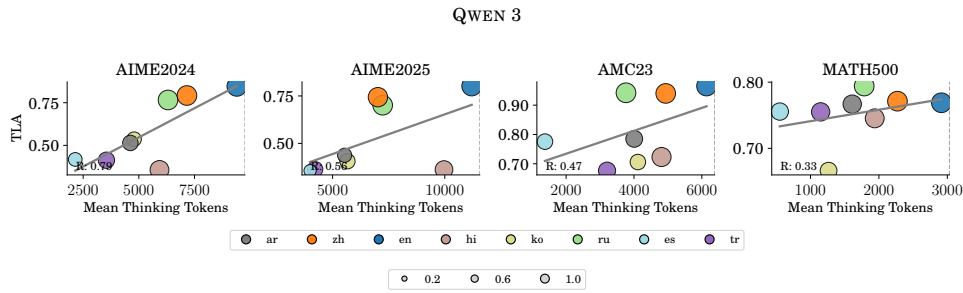 QWEN 3
AIME2024
AIME2025
AMC23
MATH500
TLA
0.75
0.50
R: 0.79
2500
5000
7500
Mean Thinking Tokens
0.75
0.50
R: 0.56
5000
10000
Mean Thinking Tokens
0.90
0.80
0.70
R: 0.47
2000
4000
6000
Mean Thinking Tokens
0.80
0.70
R: 0.33
1000
2000
3000
Mean Thinking Tokens
ar zh en hi ko ru es tr
0.2 0.6 1.0